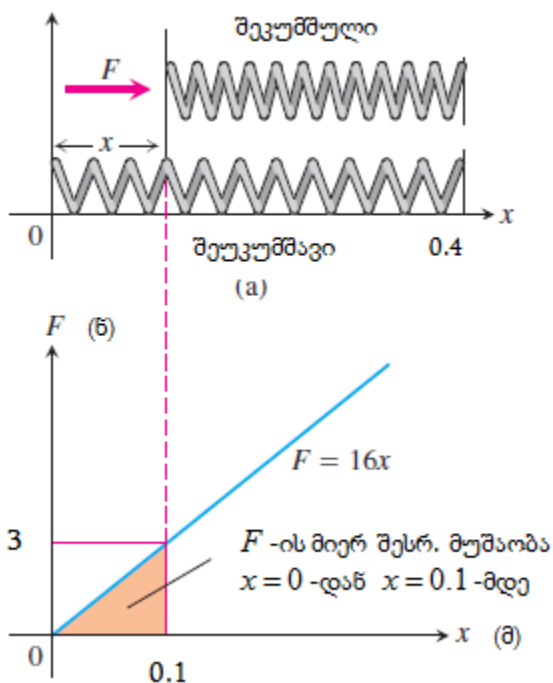 შეკუმშული
F
x
x
0
შეუკუმშავი
0.4
(a)
F (ნ)
F = 16x
3
F -ის მიერ შესრ. მუშაობა
x = 0 -დან x = 0.1 -მდე
x (მ)
0
0.1